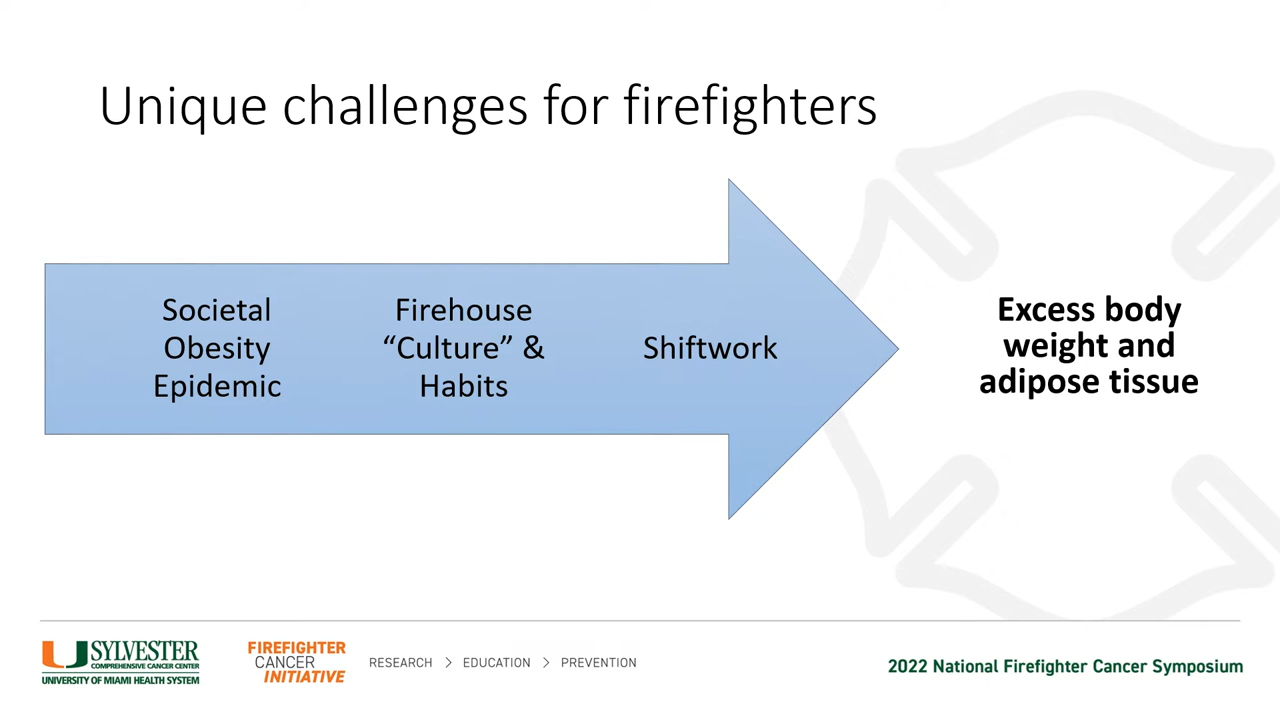 Unique challenges for firefighters
Societal
Obesity
Epidemic
Firehouse
“Culture” &
Habits
Shiftwork
Excess body
weight and
adipose tissue
SYLVESTER
COMPREHENSIVE CANCER CENTER
UNIVERSITY OF MIAMI HEALTH SYSTEM
FIREFIGHTER
CANCER
INITIATIVE
RESEARCH > EDUCATION > PREVENTION
2022 National Firefighter Cancer Symposium